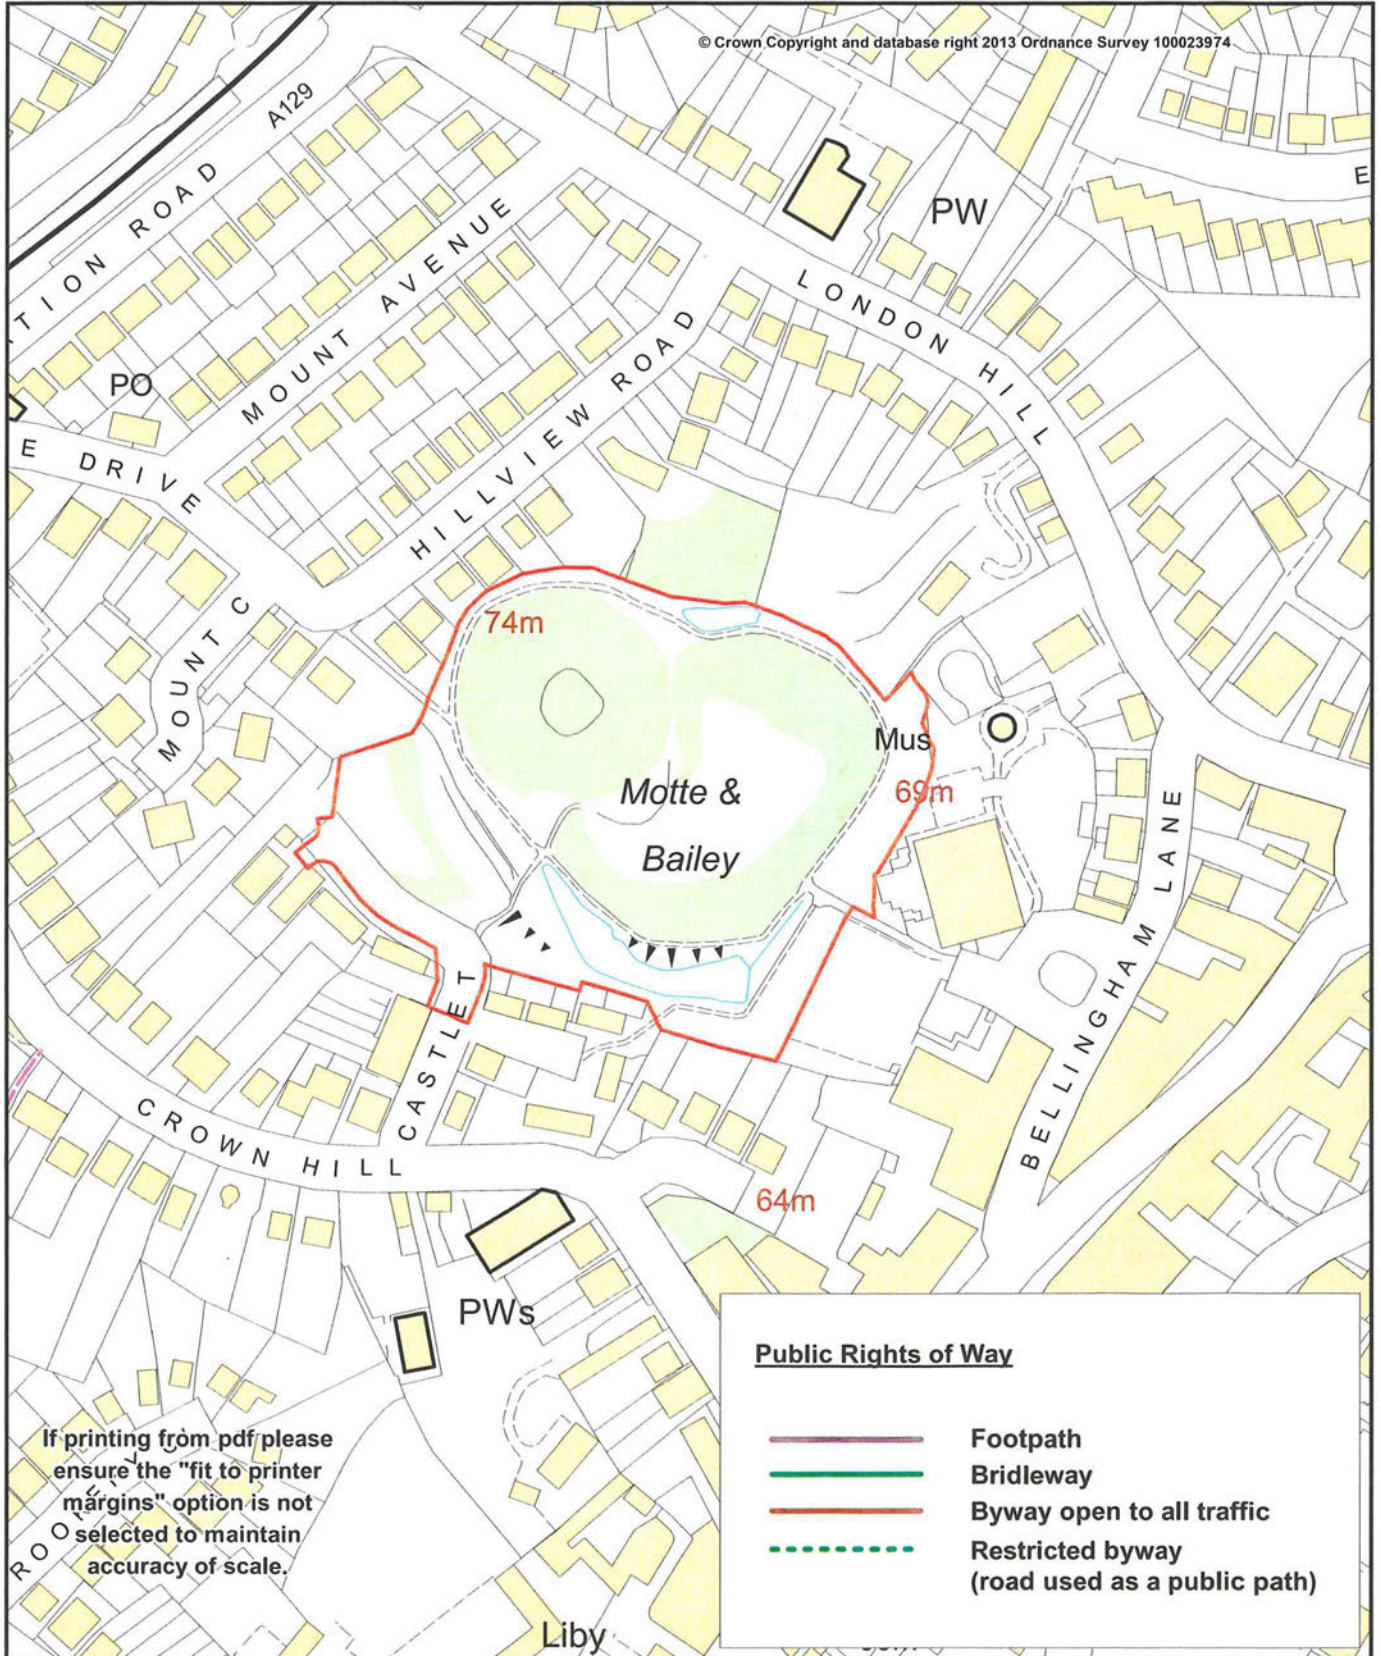 © Crown Copyright and database right 2013 Ordnance Survey 100023974
A129
TION ROAD
E
PW
MOUNT AVENUE
LONDON HILL
PO
HILLVIEW ROAD
E DRIVE
MOUNT C
74m
Mus
69m
Motte &
Bailey
BELLINGHAM LANE
CASTLE T
CROWN HILL
64m
PWs
Public Rights of Way
Footpath
Bridleway
Byway open to all traffic
Restricted byway
(road used as a public path)
If printing from pdf please
ensure the "fit to printer
margins" option is not
selected to maintain
accuracy of scale.
Liby